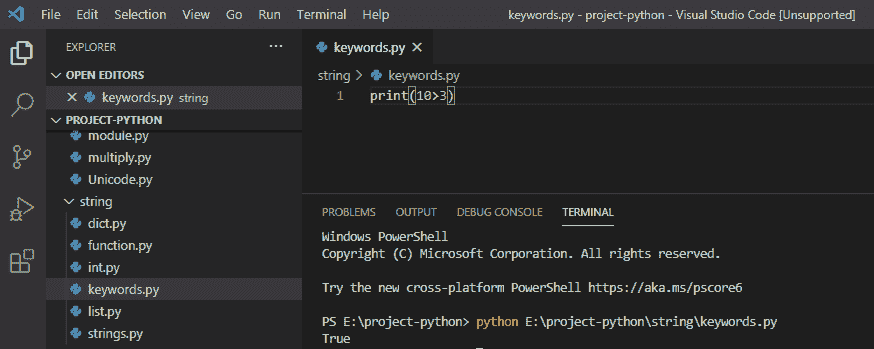 File Edit Selection View Go Run Terminal Help keywords.py - project-python - Visual Studio Code [Unsupported]
EXPLORER ...
OPEN EDITORS
keywords.py string
PROJECT-PYTHON
module.py
multiply.py
Unicode.py
string
dict.py
function.py
int.py
keywords.py
list.py
strings.py
keywords.py
string > keywords.py
1 print(10>3)
PROBLEMS OUTPUT DEBUG CONSOLE TERMINAL
Windows PowerShell
Copyright (C) Microsoft Corporation. All rights reserved.
Try the new cross-platform PowerShell https://aka.ms/pscore6
PS E:\project-python> python E:\project-python\string\keywords.py
True